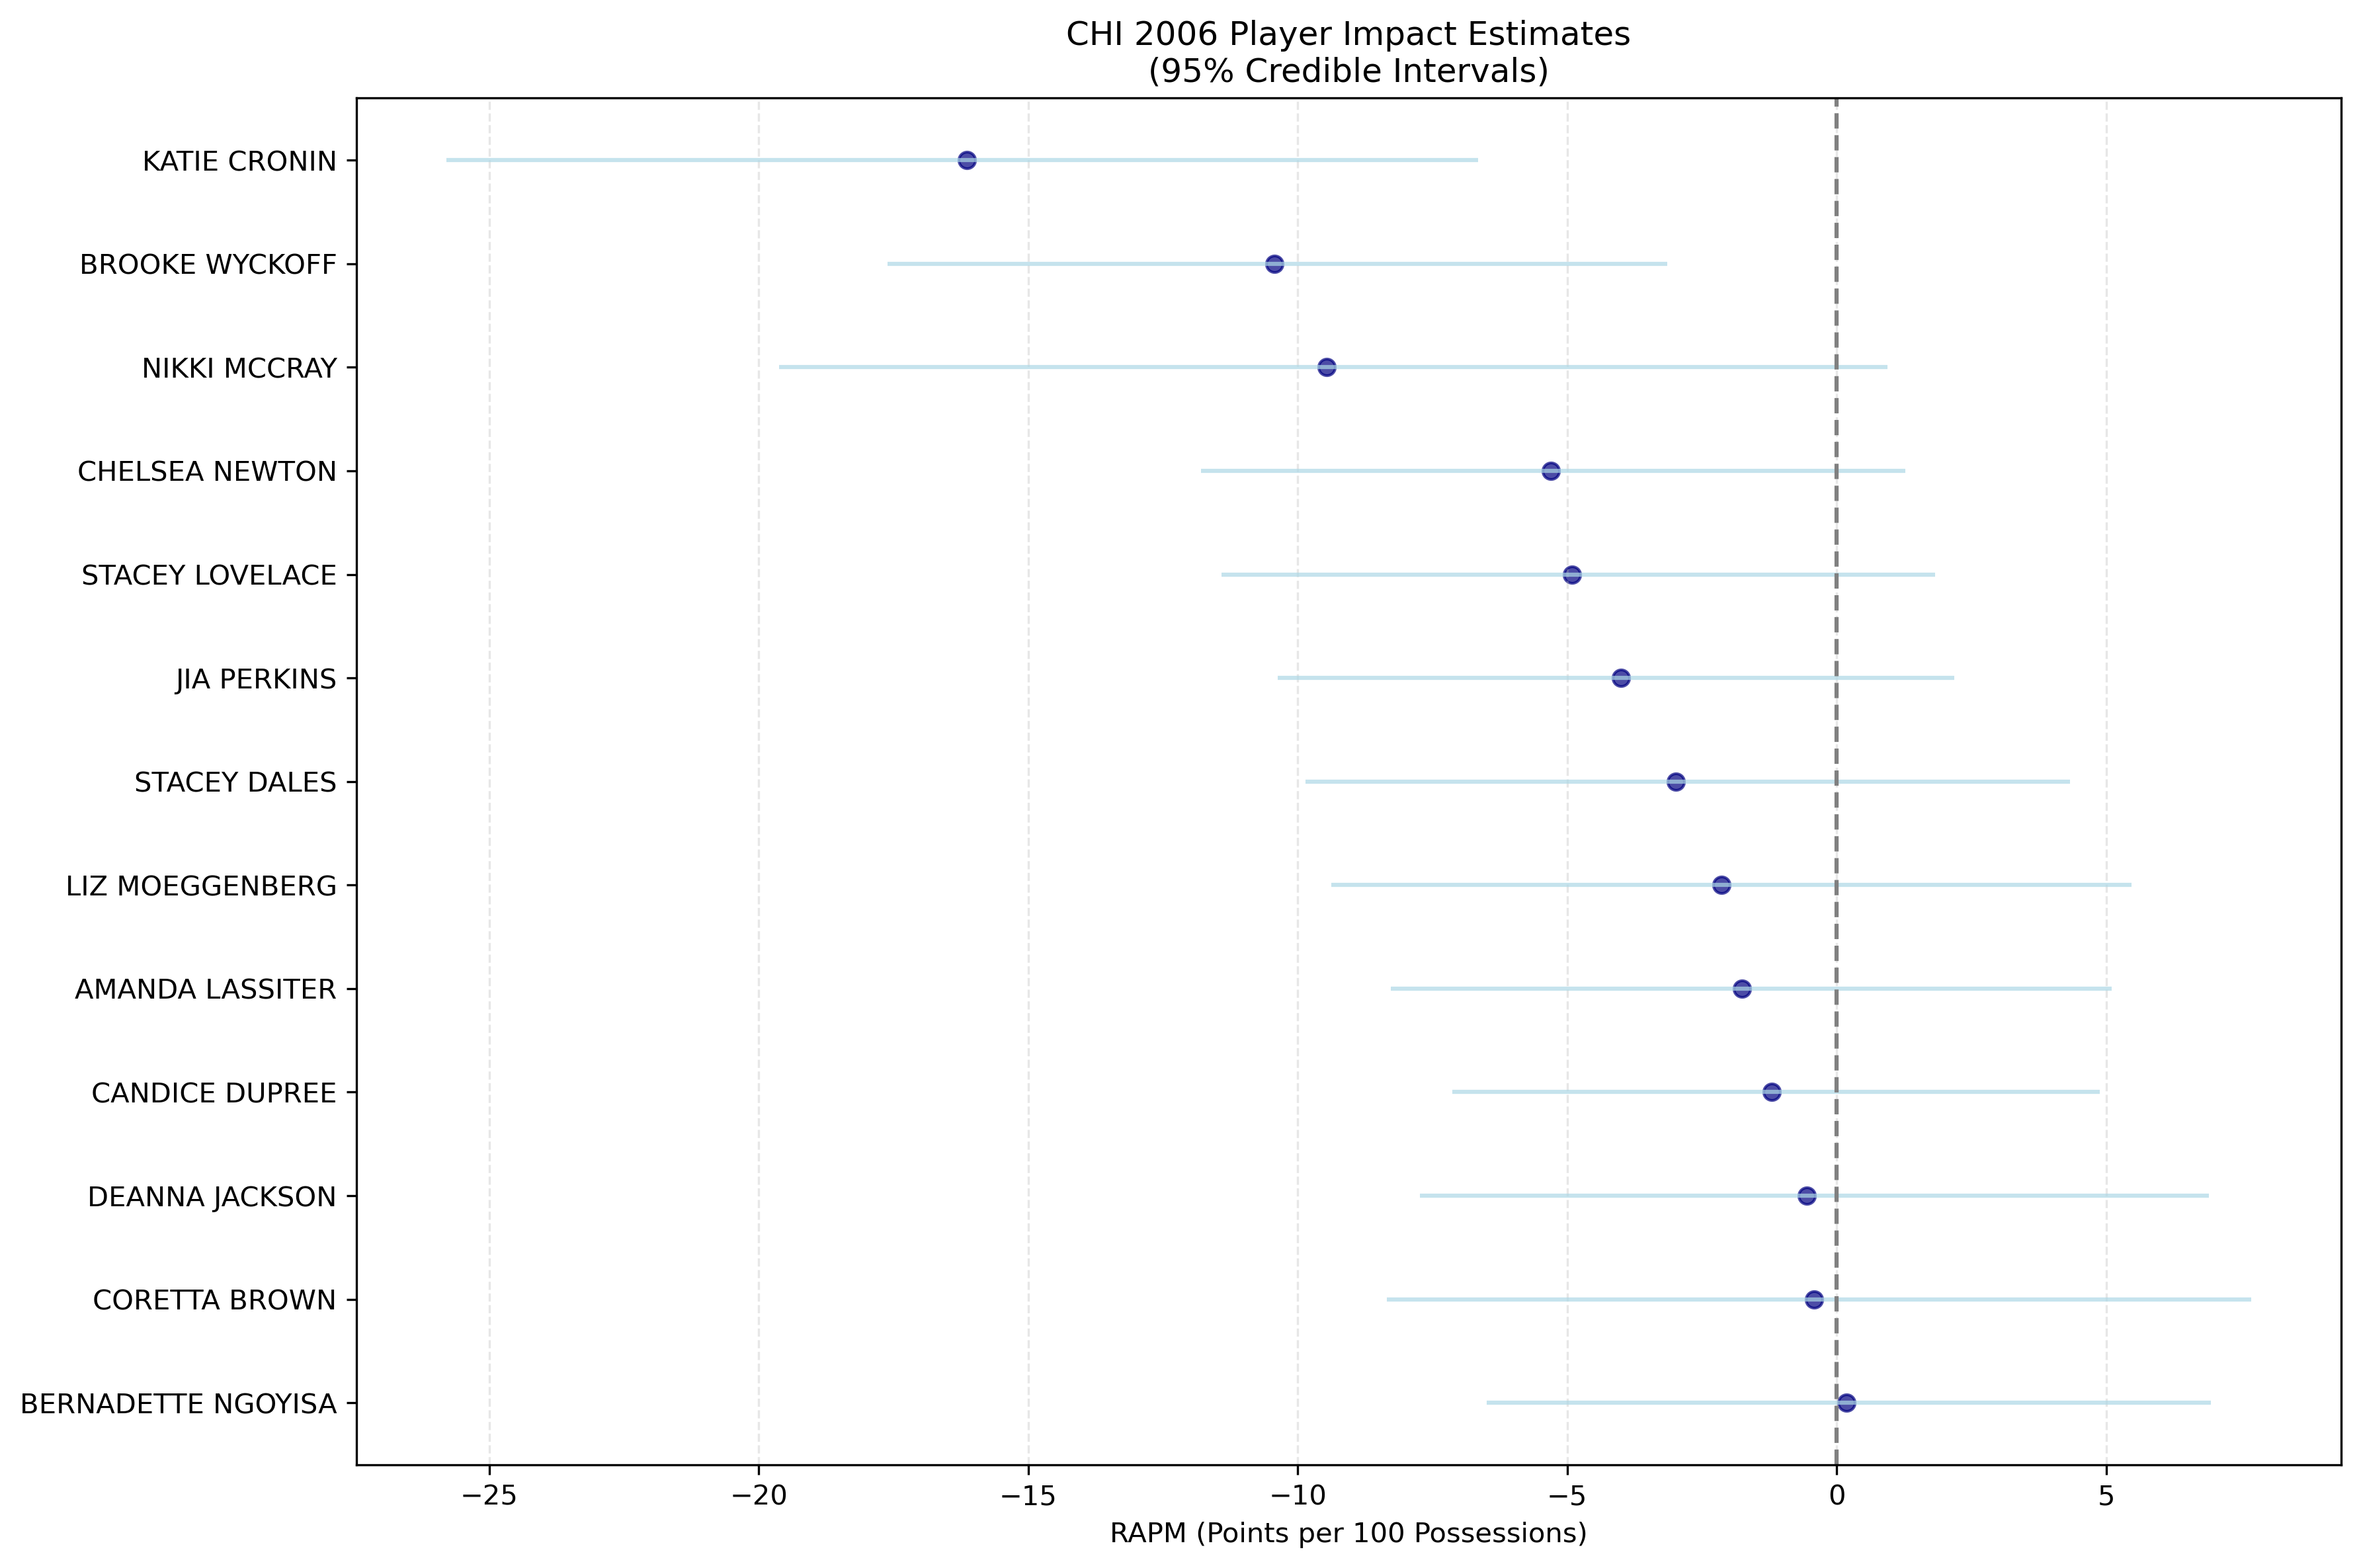 CHI 2006 Player Impact Estimates
(95% Credible Intervals)
KATIE CRONIN
BROOKE WYCKOFF
NIKKI MCCRAY
CHELSEA NEWTON
STACEY LOVELACE
JIA PERKINS
STACEY DALES
LIZ MOEGGENBERG
AMANDA LASSITER
CANDICE DUPREE
DEANNA JACKSON
CORETTA BROWN
BERNADETTE NGOYISA
−25 −20 −15 −10 −5 0 5
RAPM (Points per 100 Possessions)